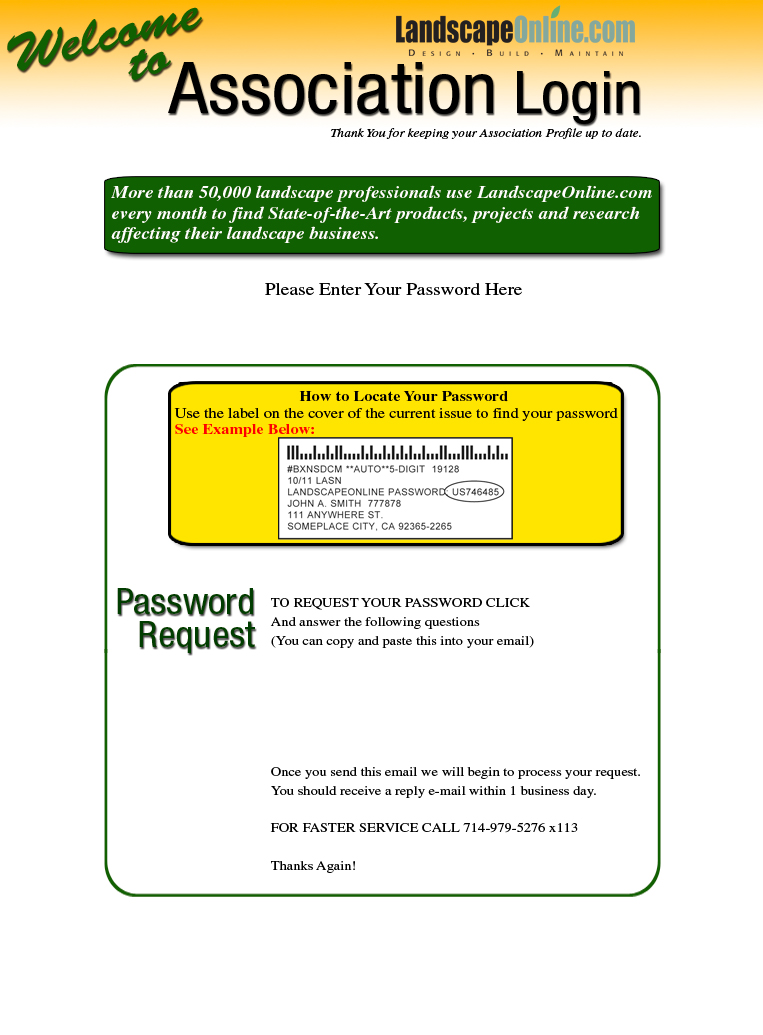 Welcome
to
LandscapeOnline.com
Design · Build · Maintain
Association Login
Thank You for keeping your Association Profile up to date.
More than 50,000 landscape professionals use LandscapeOnline.com
every month to find State-of-the-Art products, projects and research
affecting their landscape business.
Please Enter Your Password Here
How to Locate Your Password
Use the label on the cover of the current issue to find your password
See Example Below:
#BXNSDCM **AUTO**5-DIGIT 19128
10/11 LASN
LANDSCAPEONLINE PASSWORD US746485
JOHN A. SMITH 777878
111 ANYWHERE ST.
SOMEPLACE CITY, CA 92365-2265
Password
Request
TO REQUEST YOUR PASSWORD CLICK
And answer the following questions
(You can copy and paste this into your email)
Once you send this email we will begin to process your request.
You should receive a reply e-mail within 1 business day.
FOR FASTER SERVICE CALL 714-979-5276 x113
Thanks Again!